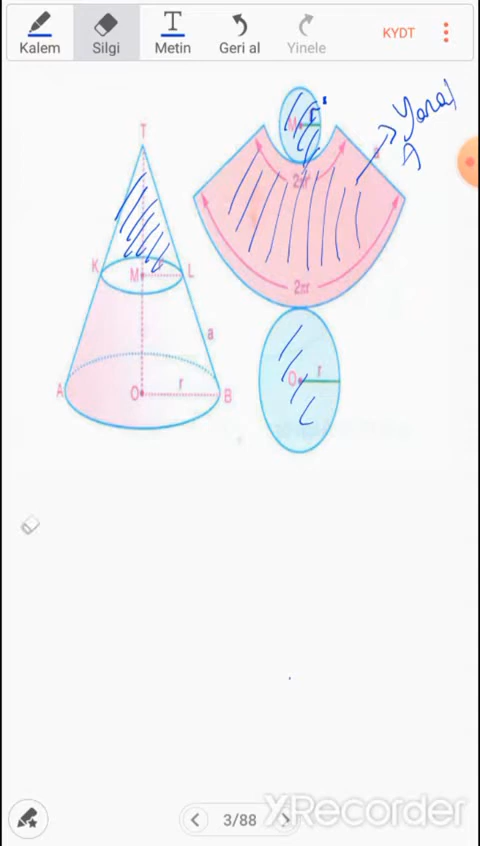 Kalem
Silgi
Metin
Geri al
Yinele
KYDT
T
M
r'
Yanal
A
a
2πr'
K
M
L
2πr
a
A
O
r
B
O
r
3/88
XRecorder